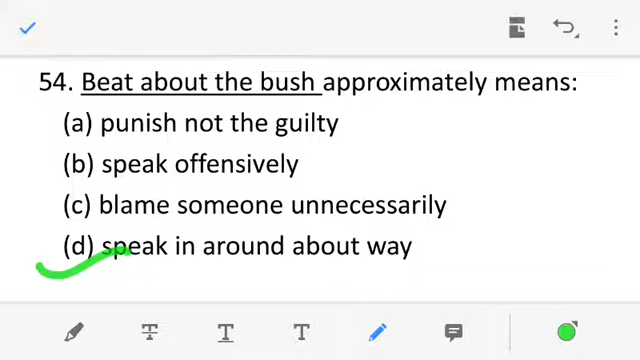 54. Beat about the bush approximately means:
(a) punish not the guilty
(b) speak offensively
(c) blame someone unnecessarily
(d) speak in around about way
T T T